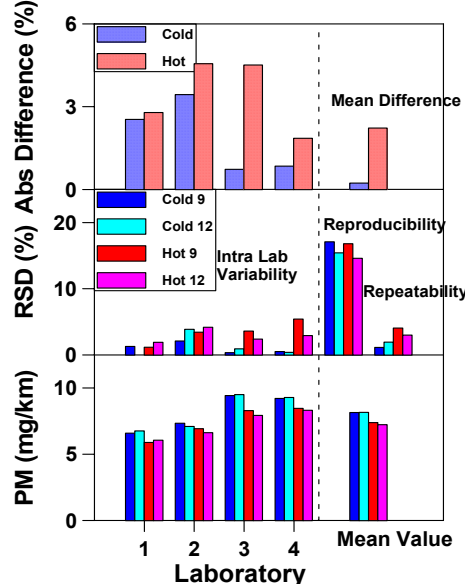 6
Cold
Hot
3
Mean Difference
0
Abs Difference (%)
Cold 9
Cold 12
Hot 9
Hot 12
20
10
0
RSD (%)
Intra Lab
Variability
Reproducibility
Repeatability
10
5
0
PM (mg/km)
1 2 3 4
Mean Value
Laboratory